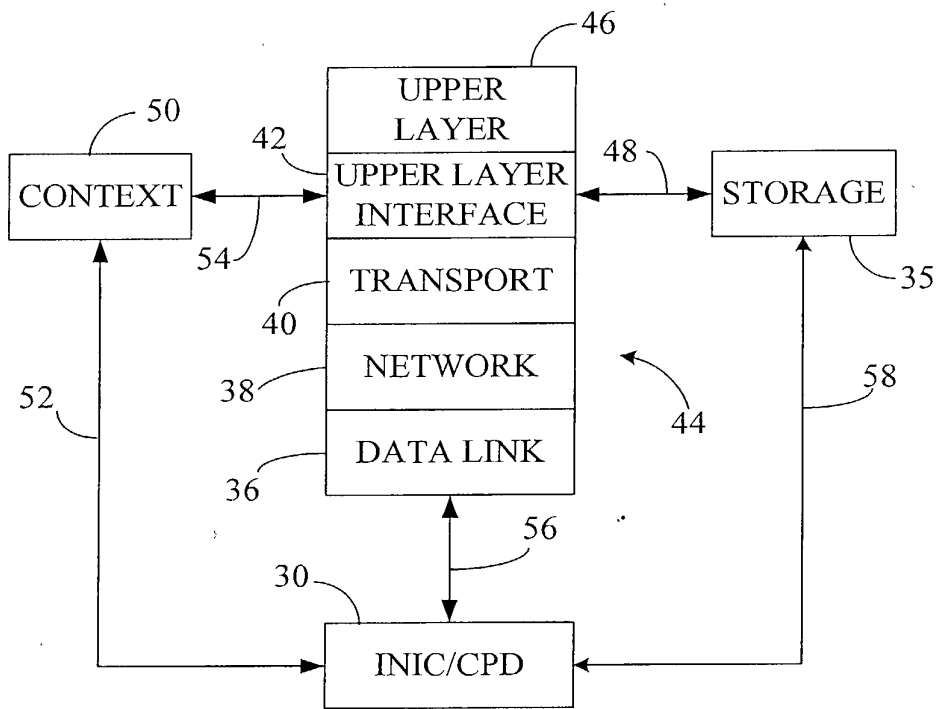 46
UPPER
LAYER
50
42
48
CONTEXT
UPPER LAYER
INTERFACE
STORAGE
54
35
TRANSPORT
40
NETWORK
38
44
52
58
DATA LINK
36
56
30
INIC/CPD